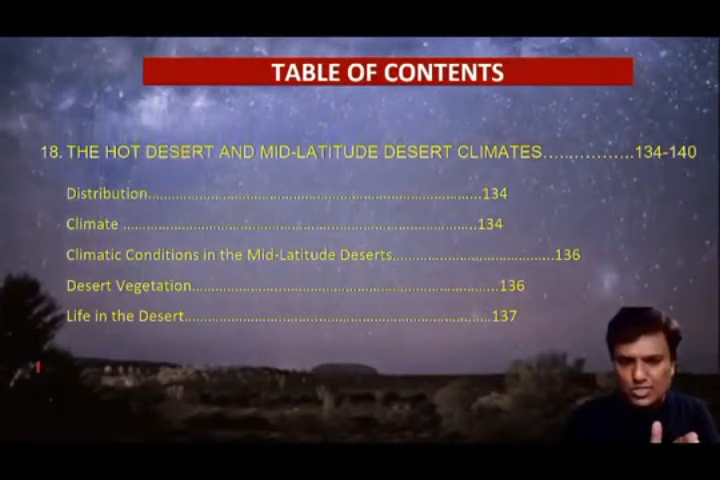 TABLE OF CONTENTS
18. THE HOT DESERT AND MID-LATITUDE DESERT CLIMATES.................134-140
Distribution.................................................................................134
Climate ......................................................................................134
Climatic Conditions in the Mid-Latitude Deserts.......................................136
Desert Vegetation..........................................................................136
Life in the Desert..........................................................................137